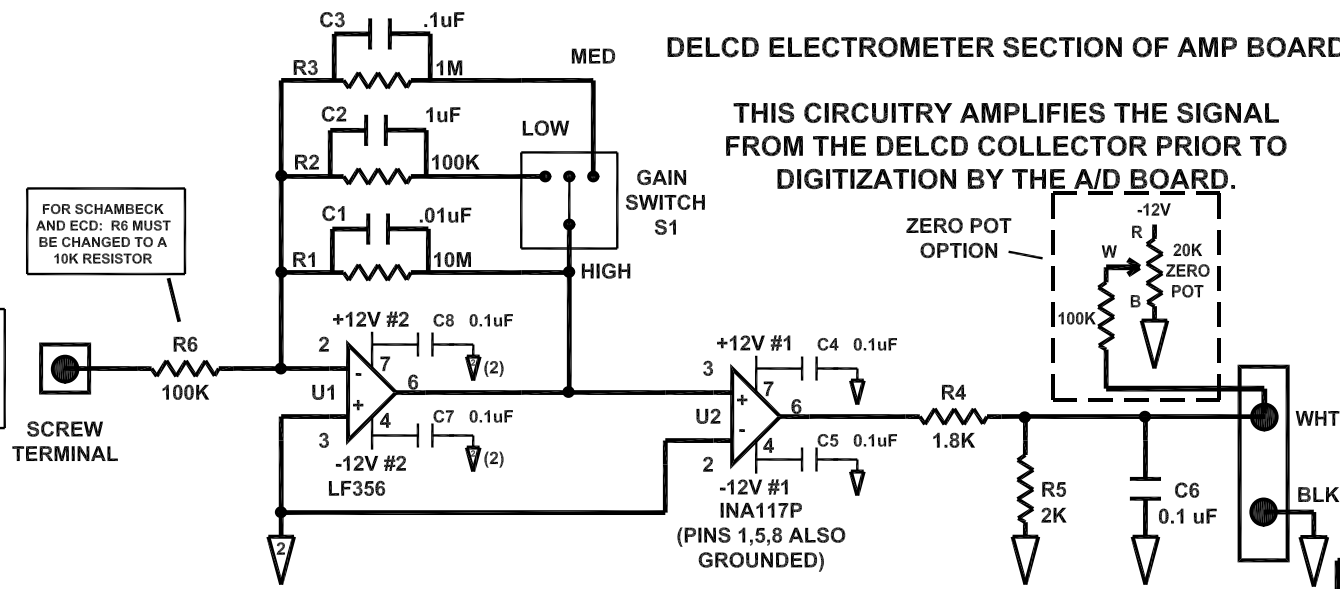 DELCD ELECTROMETER SECTION OF AMP BOARD
THIS CIRCUITRY AMPLIFIES THE SIGNAL
FROM THE DELCD COLLECTOR PRIOR TO
DIGITIZATION BY THE A/D BOARD.
C3 .1uF
R3 1M
MED
C2 1uF
LOW
R2 100K
GAIN
SWITCH
S1
C1 .01uF
R1 10M
HIGH
FOR SCHAMBECK
AND ECD: R6 MUST
BE CHANGED TO A
10K RESISTOR
ZERO POT
OPTION
-12V
R
W
20K
ZERO
POT
B
100K
R6
100K
SCREW
TERMINAL
+12V #2
C8 0.1uF
2
(2)
2
7
-
U1
6
+
4
3
C7 0.1uF
2
(2)
-12V #2
LF356
2
+12V #1
C4 0.1uF
3
7
+
U2
6
-
4
2
C5 0.1uF
-12V #1
INA117P
(PINS 1,5,8 ALSO
GROUNDED)
R4
1.8K
R5
2K
C6
0.1 uF
WHT
BLK